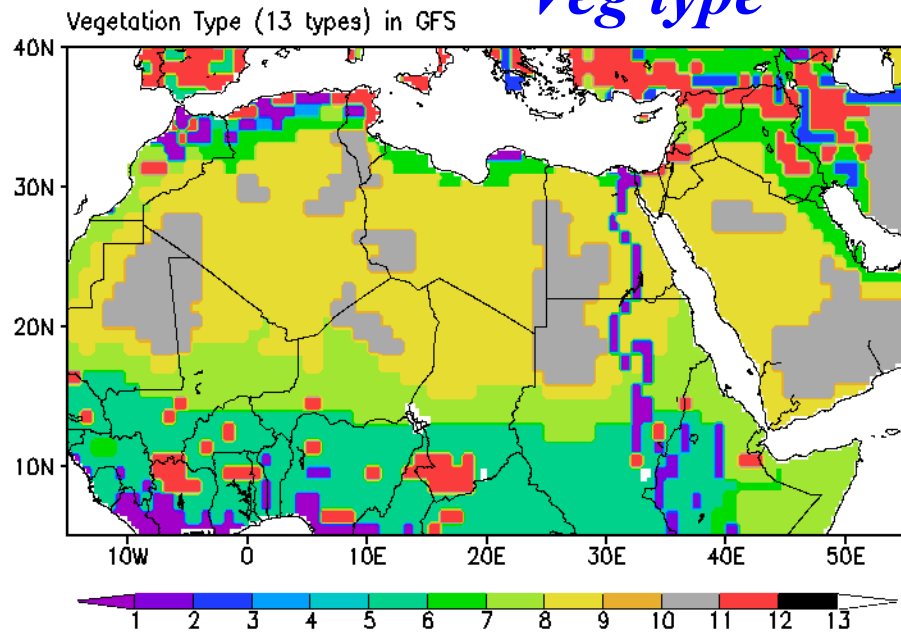 Veg type
Vegetation Type (13 types) in GFS
40N
30N
20N
10N
10W 0 10E 20E 30E 40E 50E
1 2 3 4 5 6 7 8 9 10 11 12 13